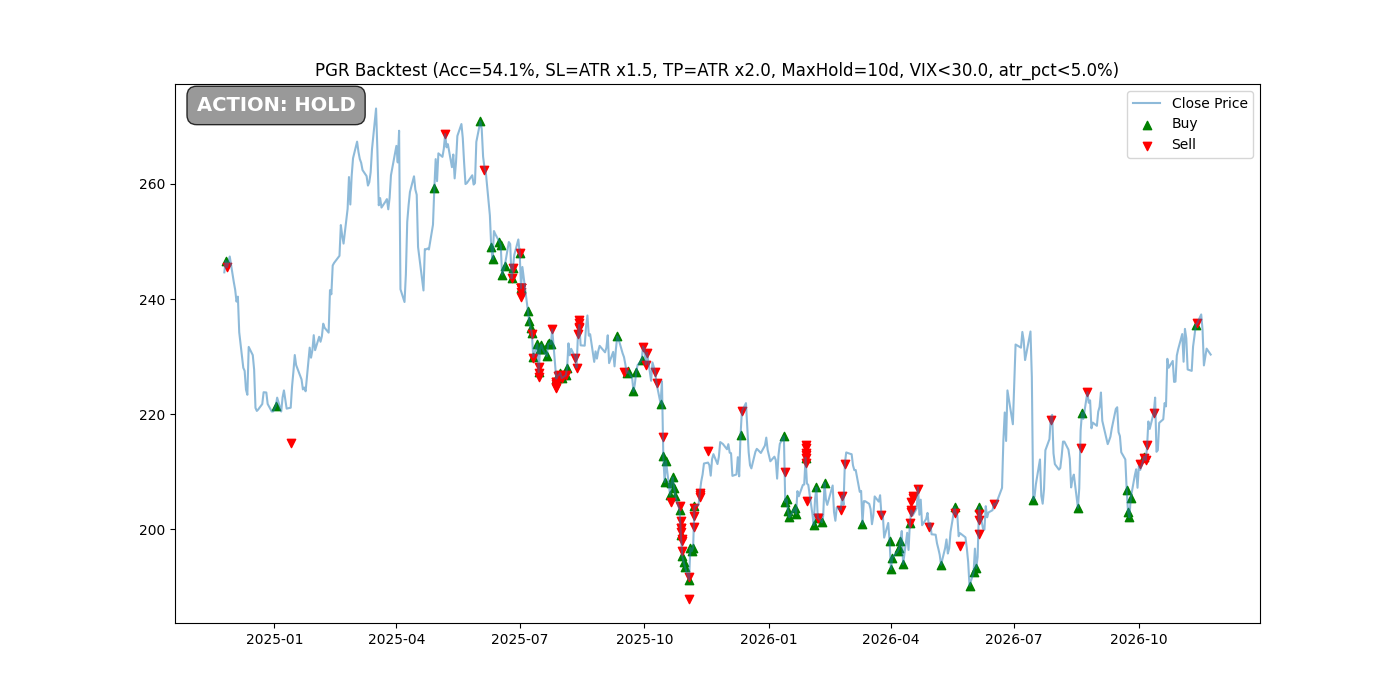 PGR Backtest (Acc=54.1%, SL=ATR x1.5, TP=ATR x2.0, MaxHold=10d, VIX<30.0, atr_pct<5.0%)
ACTION: HOLD
Close Price
Buy
Sell
260
240
220
200
2025-01
2025-04
2025-07
2025-10
2026-01
2026-04
2026-07
2026-10